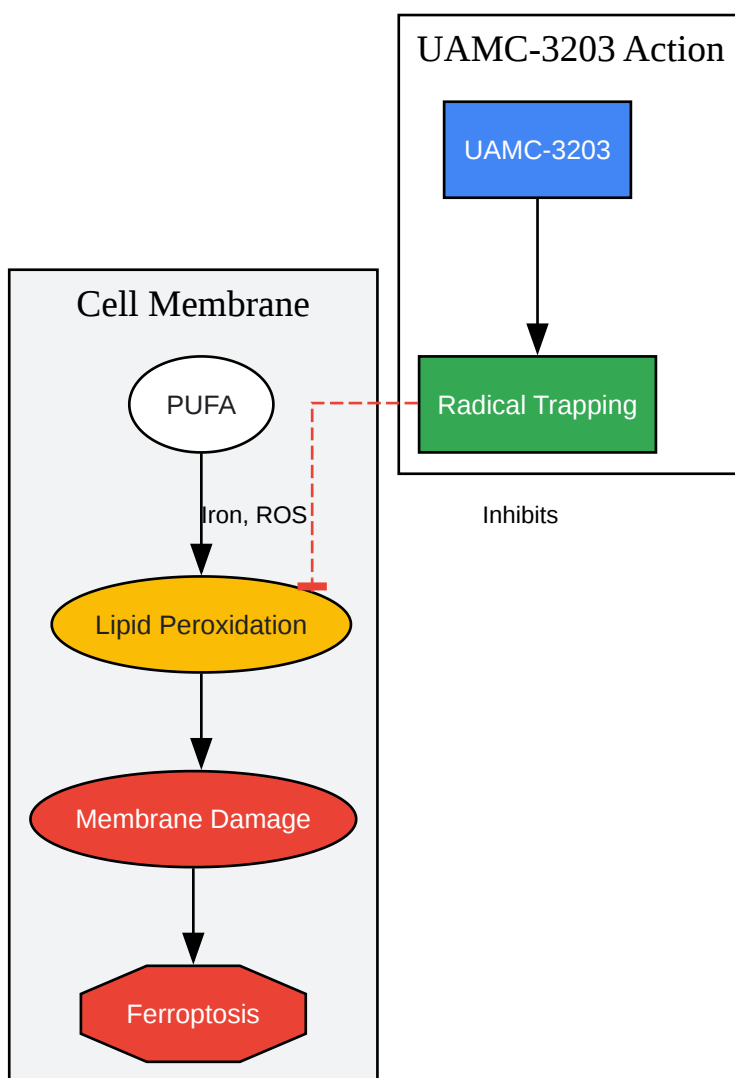 UAMC-3203 Action
UAMC-3203
Cell Membrane
PUFA
Radical Trapping
Iron, ROS
Inhibits
Lipid Peroxidation
Membrane Damage
Ferroptosis